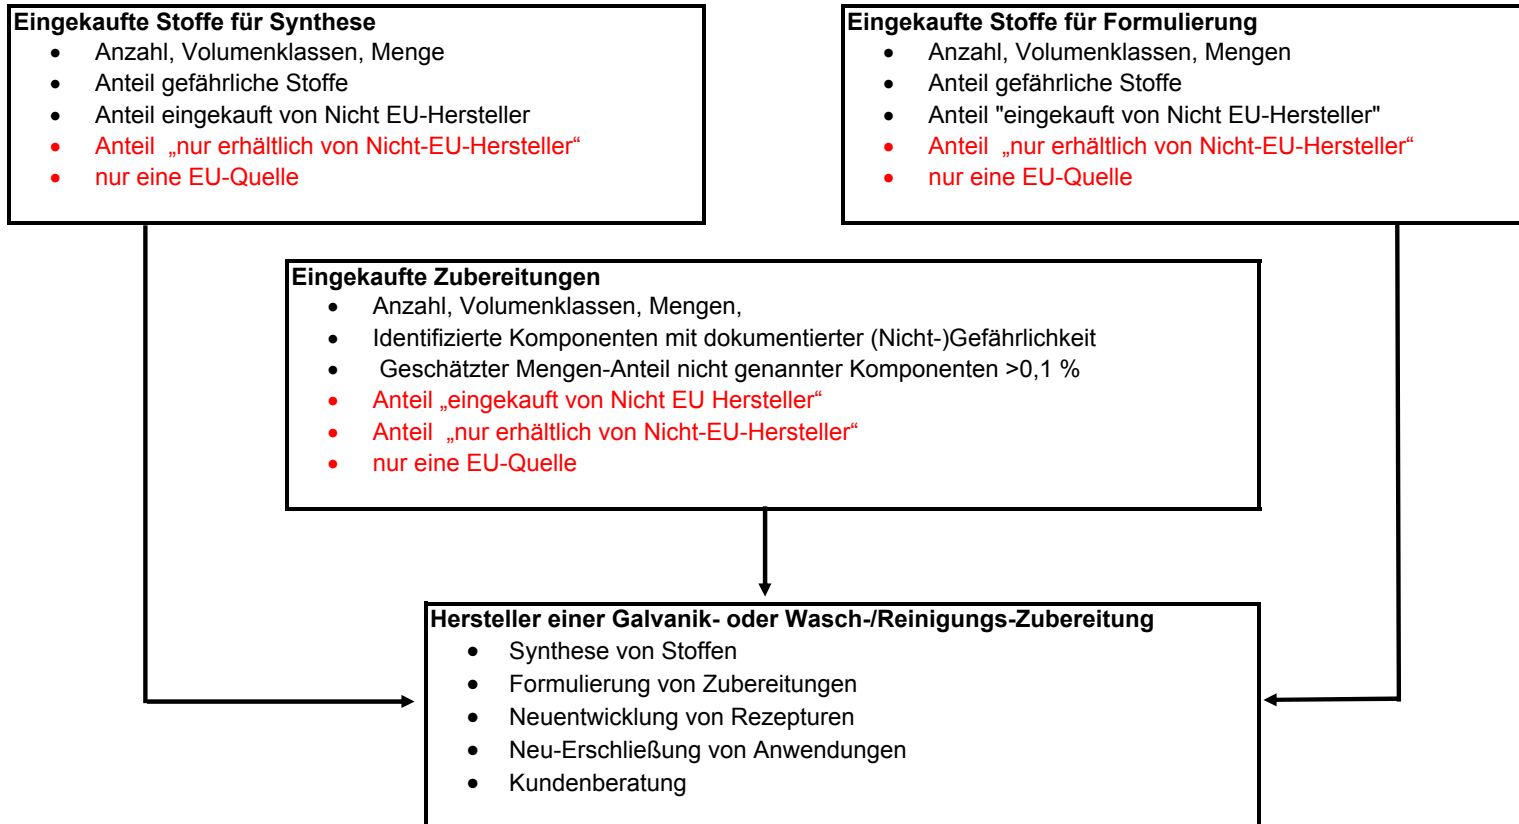 Eingekaufte Stoffe für Synthese
• Anzahl, Volumenklassen, Menge
• Anteil gefährliche Stoffe
• Anteil eingekauft von Nicht EU-Hersteller
• Anteil „nur erhältlich von Nicht-EU-Hersteller“
• nur eine EU-Quelle
Eingekaufte Stoffe für Formulierung
• Anzahl, Volumenklassen, Mengen
• Anteil gefährliche Stoffe
• Anteil "eingekauft von Nicht EU-Hersteller"
• Anteil „nur erhältlich von Nicht-EU-Hersteller“
• nur eine EU-Quelle
Eingekaufte Zubereitungen
• Anzahl, Volumenklassen, Mengen,
• Identifizierte Komponenten mit dokumentierter (Nicht-)Gefährlichkeit
• Geschätzter Mengen-Anteil nicht genannter Komponenten >0,1 %
• Anteil „eingekauft von Nicht EU Hersteller“
• Anteil „nur erhältlich von Nicht-EU-Hersteller“
• nur eine EU-Quelle
Hersteller einer Galvanik- oder Wasch-/Reinigungs-Zubereitung
• Synthese von Stoffen
• Formulierung von Zubereitungen
• Neuentwicklung von Rezepturen
• Neu-Erschließung von Anwendungen
• Kundenberatung